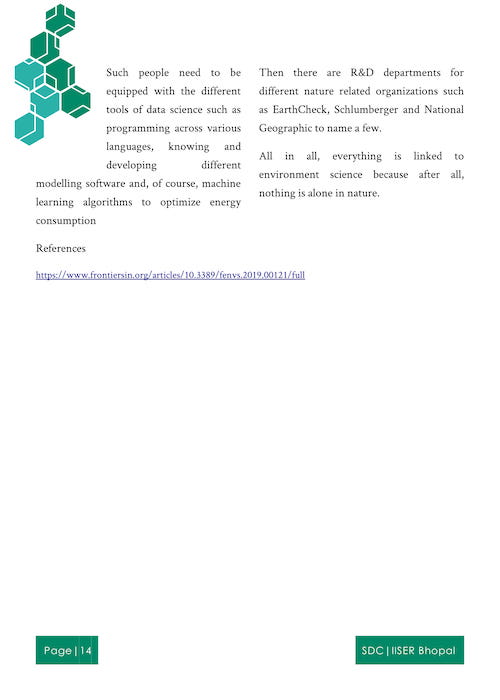 Such people need to be
equipped with the different
tools of data science such as
programming across various
languages, knowing and
developing different
modelling software and, of course, machine
learning algorithms to optimize energy
consumption
Then there are R&D departments for
different nature related organizations such
as EarthCheck, Schlumberger and National
Geographic to name a few.
All in all, everything is linked to
environment science because after all,
nothing is alone in nature.
References
https://www.frontiersin.org/articles/10.3389/fenvs.2019.00121/full
Page|14
SDC|IISER Bhopal